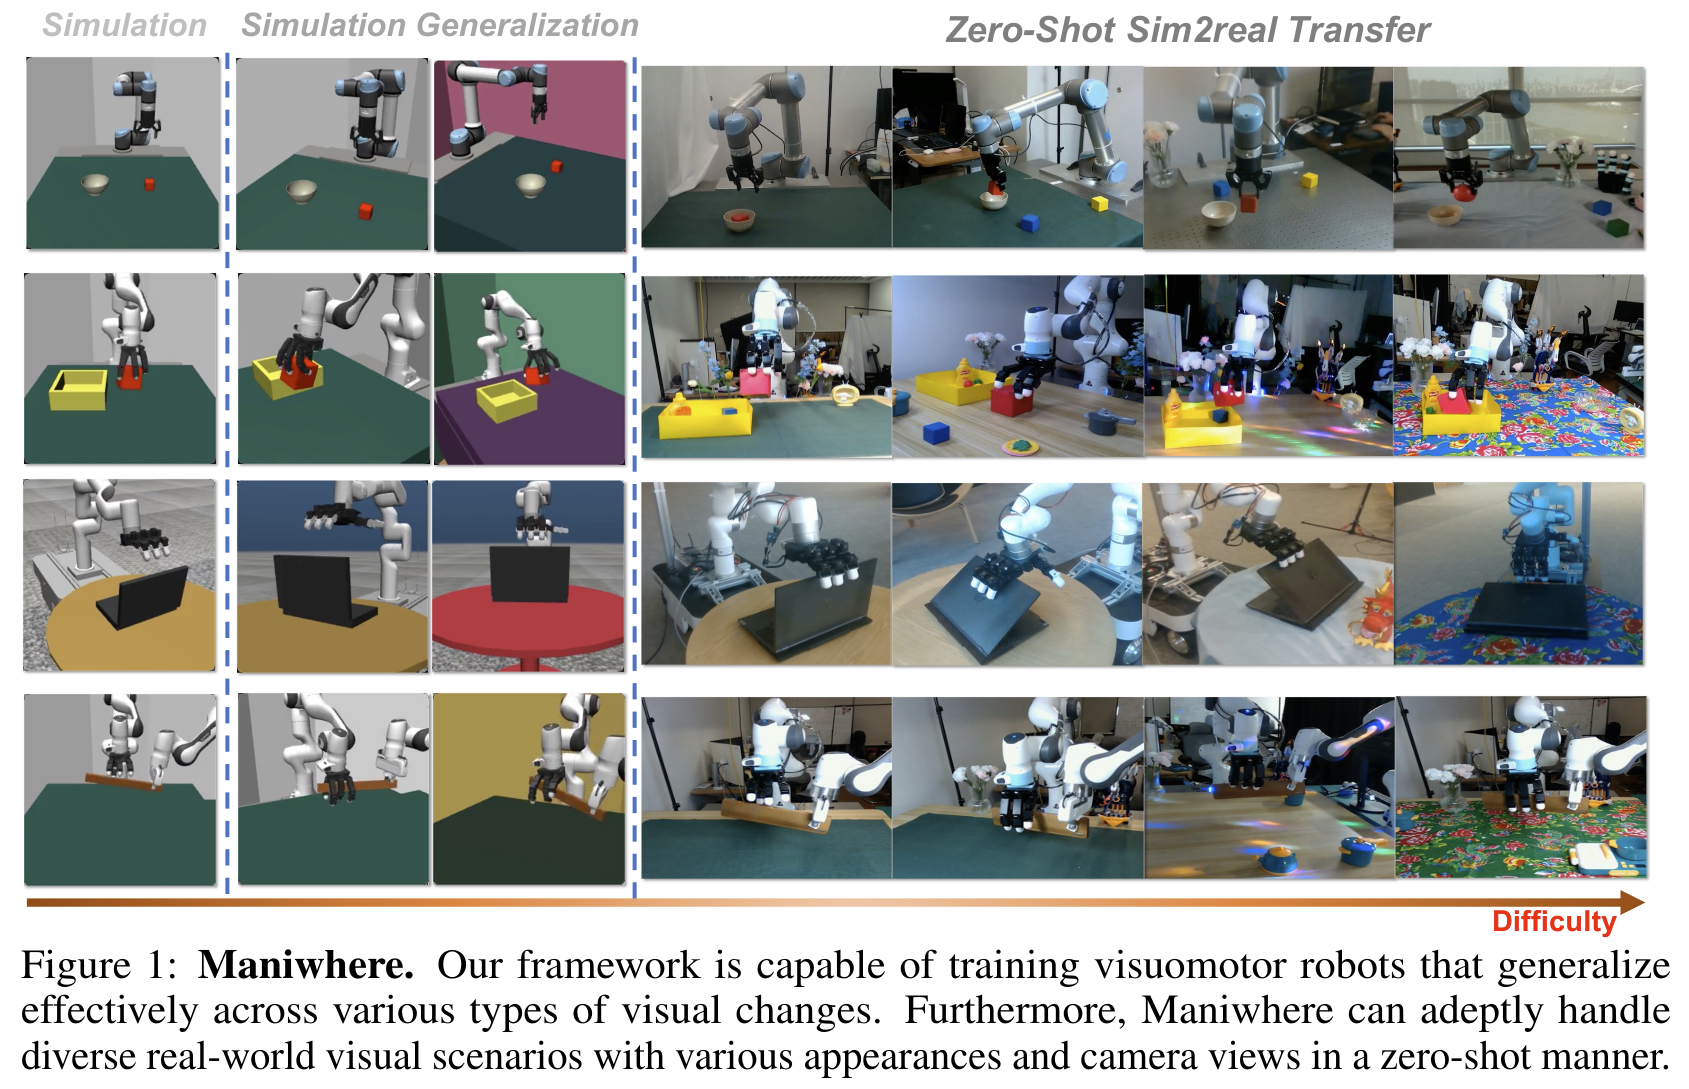 Simulation
Simulation Generalization
Zero-Shot Sim2real Transfer
Difficulty
Figure 1: Maniwhere. Our framework is capable of training visuomotor robots that generalize
effectively across various types of visual changes. Furthermore, Maniwhere can adeptly handle
diverse real-world visual scenarios with various appearances and camera views in a zero-shot manner.